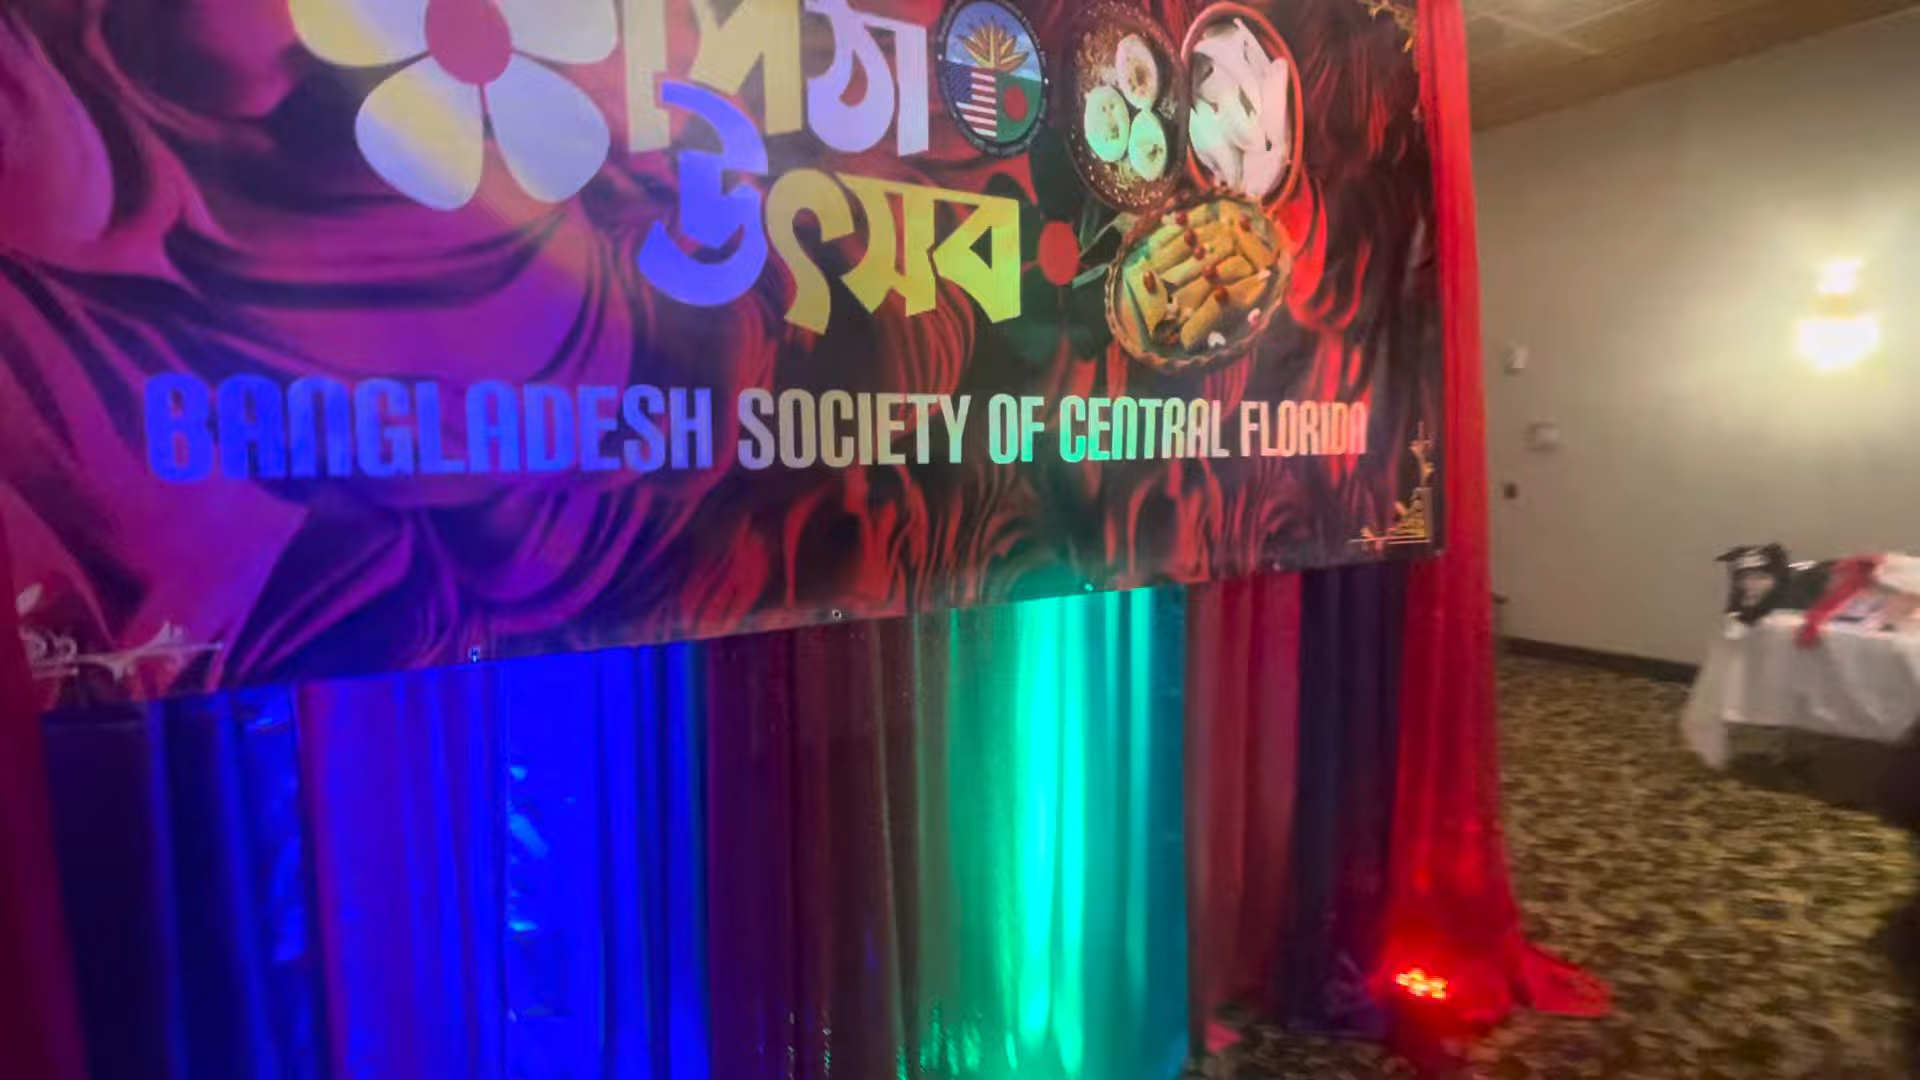 পিঠা
উৎসব
BANGLADESH SOCIETY OF CENTRAL FLORIDA